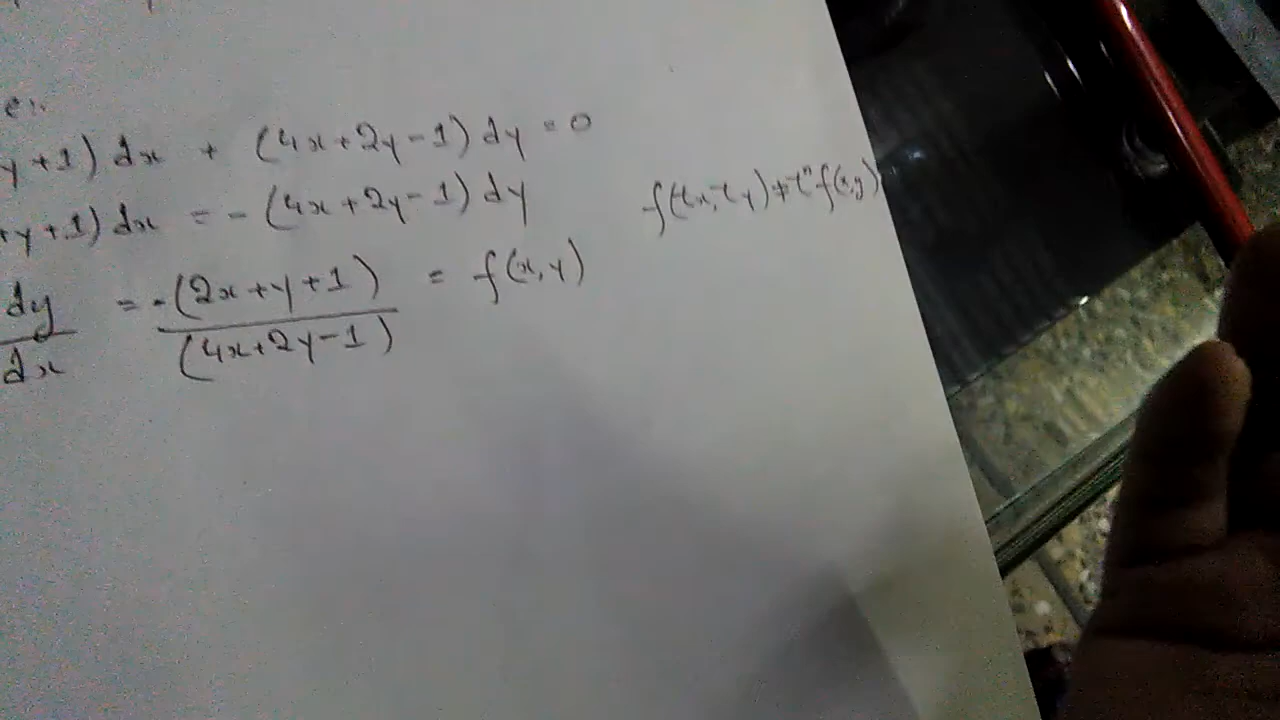 y+1) dx + (4x+2y-1) dy = 0
+y+1) dx = - (4x+2y-1) dy
f(tx, ty) ≠ tⁿ f(x,y)
dy/dx = -(2x+y+1)/(4x+2y-1) = f(x,y)